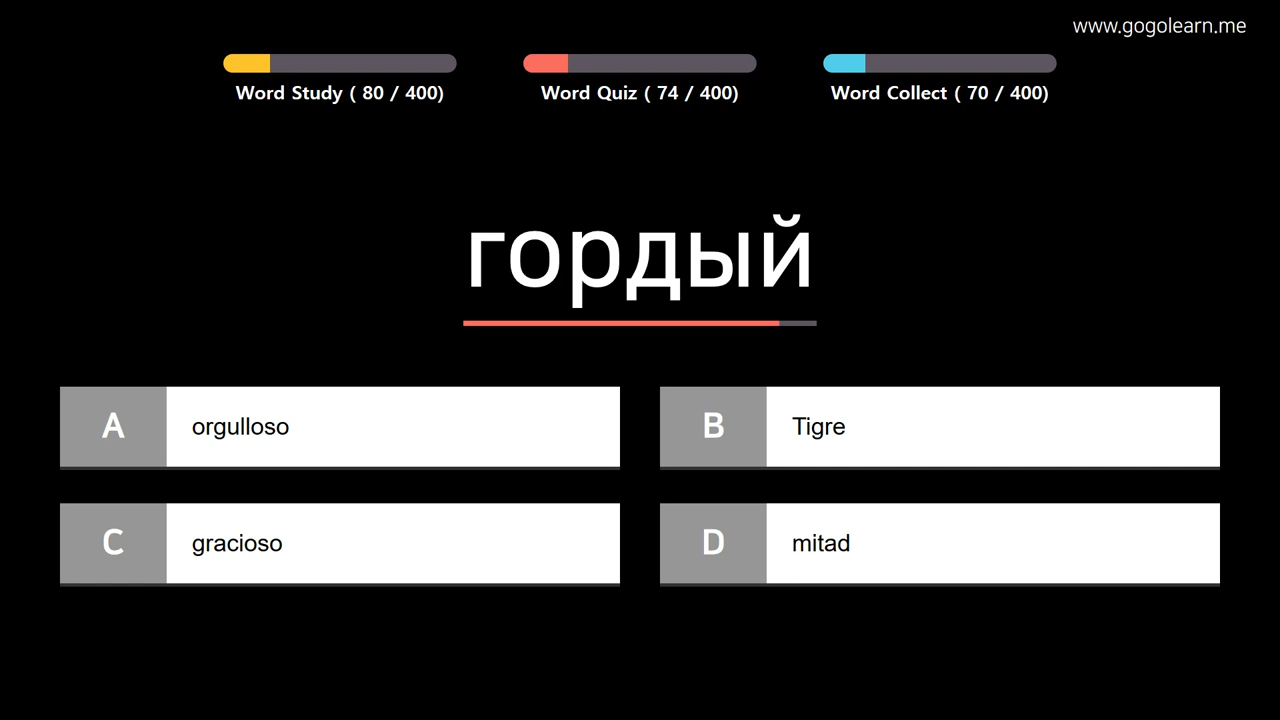 www.gogolearn.me
Word Study ( 80 / 400)
Word Quiz ( 74 / 400)
Word Collect ( 70 / 400)
гордый
A orgulloso
B Tigre
C gracioso
D mitad